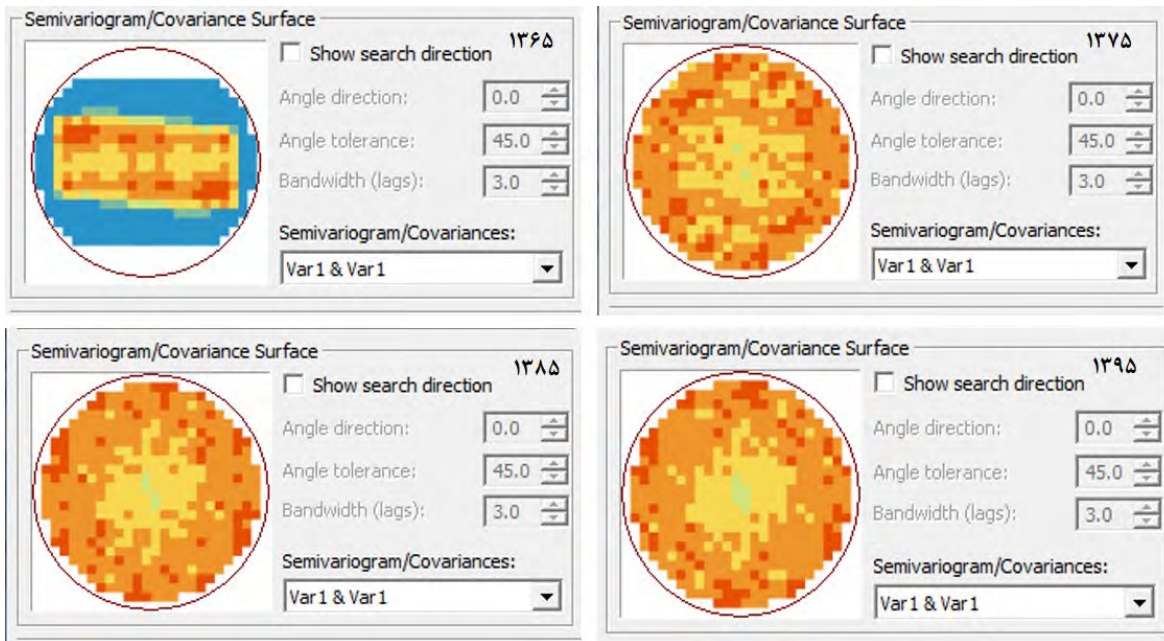 Semivariogram/Covariance Surface
۱۳۶۵
Show search direction
Angle direction: 0.0
Angle tolerance: 45.0
Bandwidth (lags): 3.0
Semivariogram/Covariances:
Var1 & Var1
Semivariogram/Covariance Surface
۱۳۷۵
Show search direction
Angle direction: 0.0
Angle tolerance: 45.0
Bandwidth (lags): 3.0
Semivariogram/Covariances:
Var1 & Var1
Semivariogram/Covariance Surface
۱۳۸۵
Show search direction
Angle direction: 0.0
Angle tolerance: 45.0
Bandwidth (lags): 3.0
Semivariogram/Covariances:
Var1 & Var1
Semivariogram/Covariance Surface
۱۳۹۵
Show search direction
Angle direction: 0.0
Angle tolerance: 45.0
Bandwidth (lags): 3.0
Semivariogram/Covariances:
Var1 & Var1